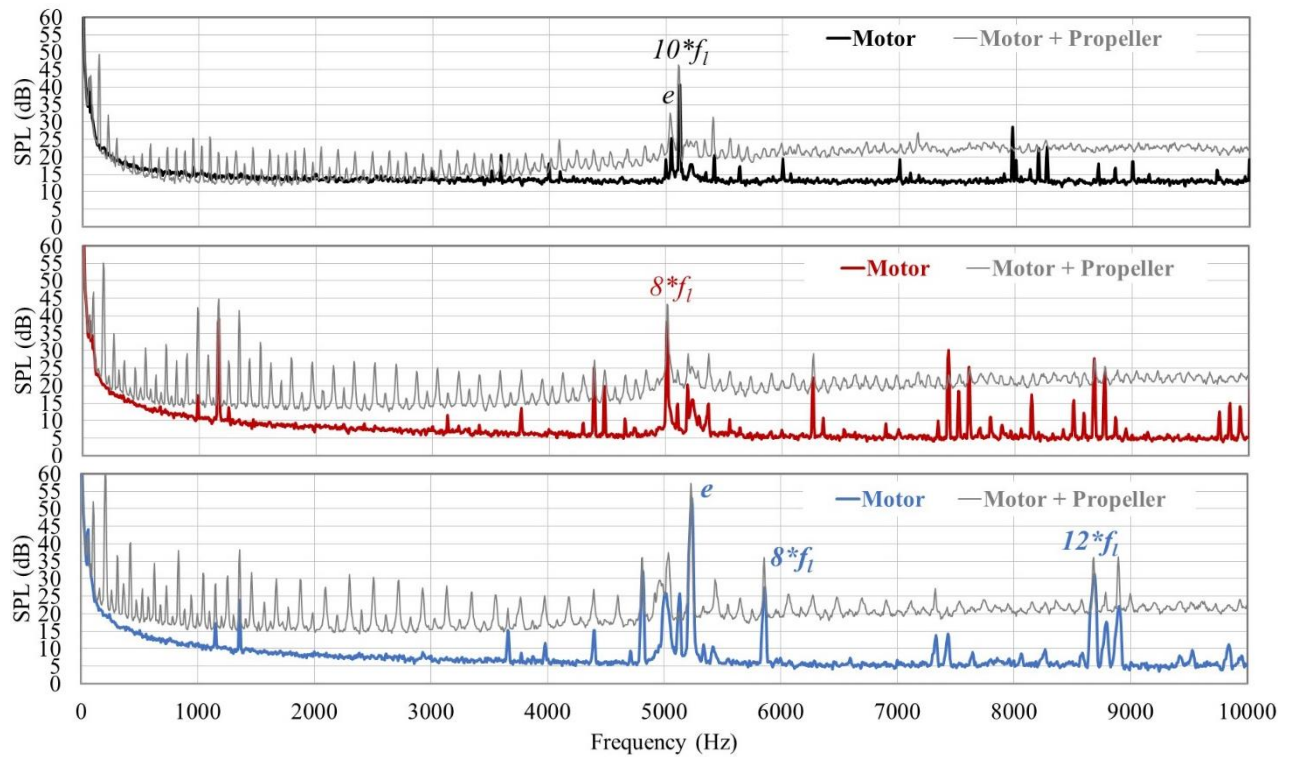 60
55
50
45
40
35
30
25
20
15
10
5
0
SPL (dB)
Motor
Motor + Propeller
10*f₁
e
60
55
50
45
40
35
30
25
20
15
10
5
0
SPL (dB)
Motor
Motor + Propeller
8*f₁
60
55
50
45
40
35
30
25
20
15
10
5
0
SPL (dB)
Motor
Motor + Propeller
e
8*f₁
12*f₁
0 1000 2000 3000 4000 5000 6000 7000 8000 9000 10000
Frequency (Hz)